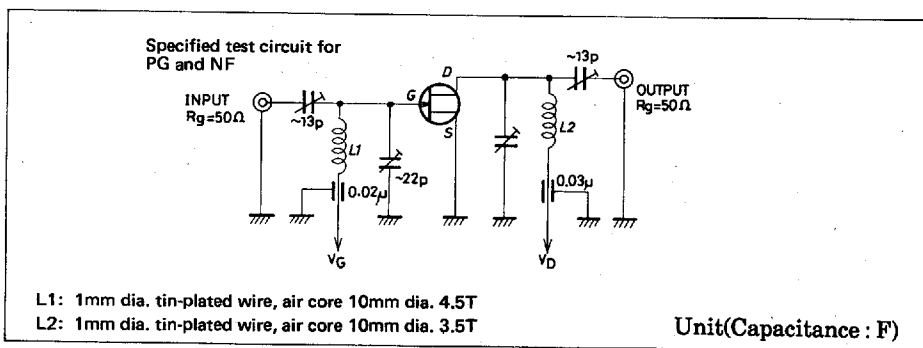 Specified test circuit for
PG and NF
INPUT
Rg=50Ω
~13p
L1
0.02μ
VG
~22p
G
D
S
L2
0.03μ
VD
~13p
OUTPUT
Rg=50Ω
L1: 1mm dia. tin-plated wire, air core 10mm dia. 4.5T
L2: 1mm dia. tin-plated wire, air core 10mm dia. 3.5T
Unit(Capacitance : F)